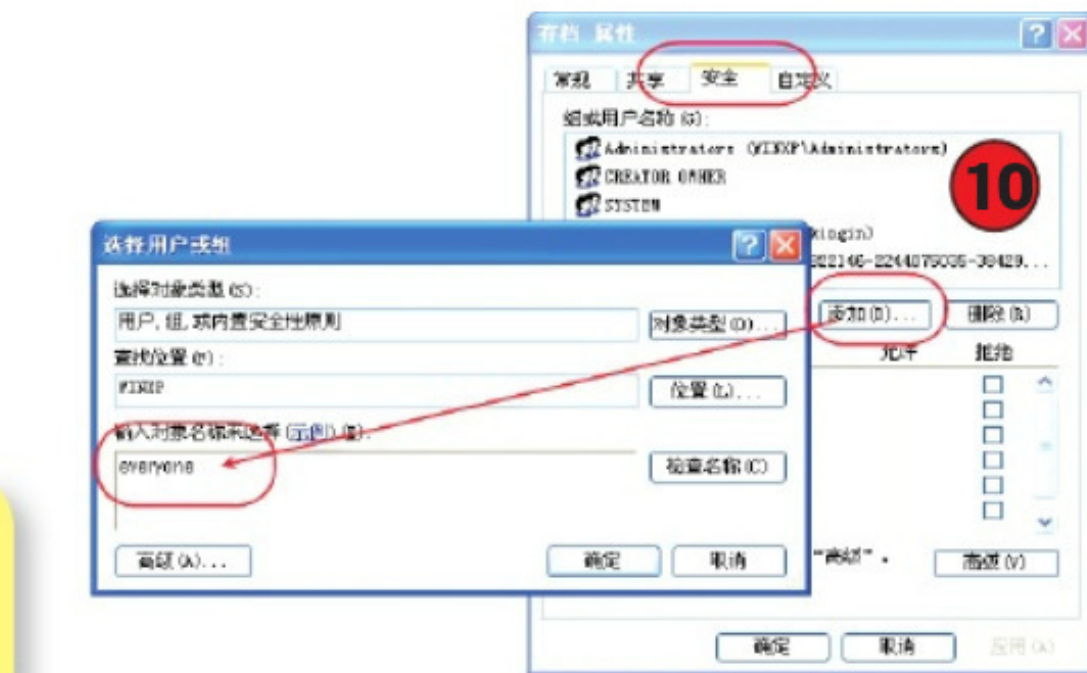 存档 属性
常规 共享 安全 自定义
组或用户名称(G):
Administrators (WINXP\Administrators)
CREATOR OWNER
SYSTEM
10
添加(D)... 删除(R)
允许 拒绝
"高级"。
高级(V)
确定 取消 应用(A)
选择用户或组
选择对象类型(S):
用户, 组, 或内置安全性原则
对象类型(O)...
查找位置(F):
WINXP
位置(L)...
输入对象名称来选择(示例)(E):
everyone
检查名称(C)
高级(A)...
确定 取消